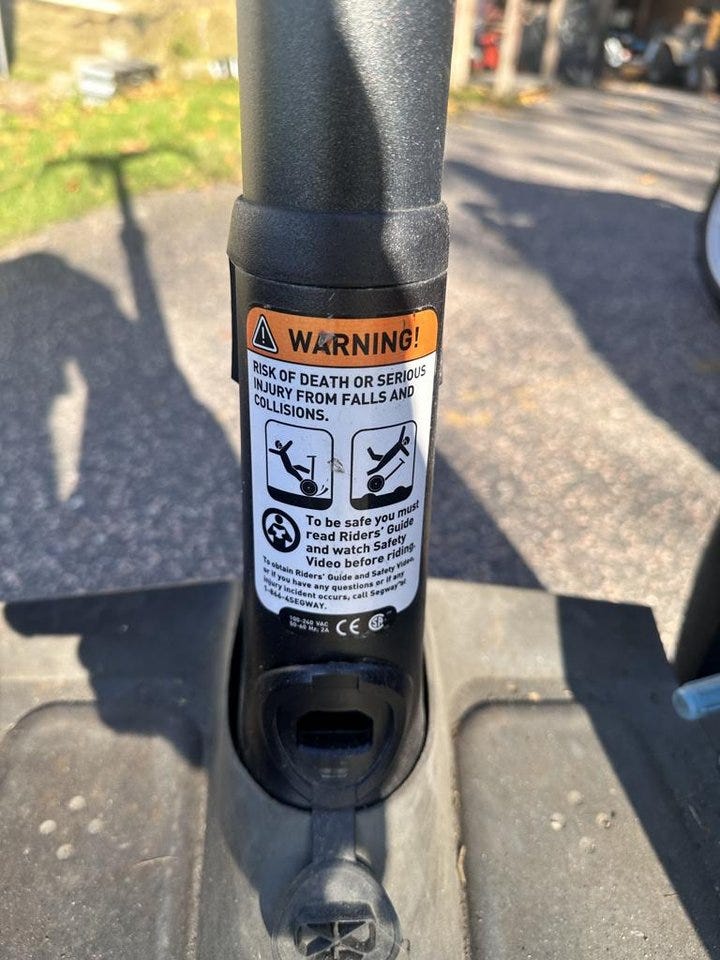 WARNING!
RISK OF DEATH OR SERIOUS
INJURY FROM FALLS AND
COLLISIONS.
To be safe you must
read Riders' Guide
and watch Safety
Video before riding.
To obtain Riders' Guide and Safety Video,
or if you have any questions or if any
injury incident occurs, call Segway at
1-866-4SEGWAY.
100-240 VAC
50-60 Hz; 2A
CE